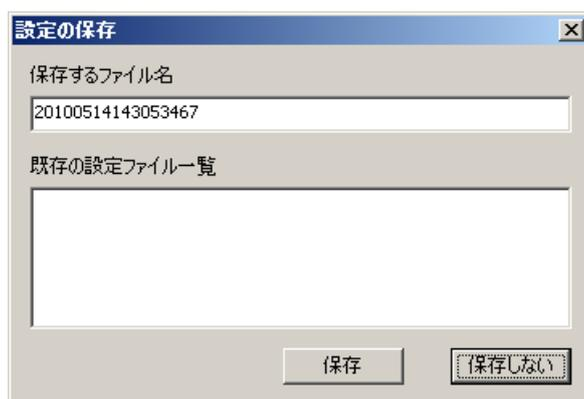 設定の保存
保存するファイル名
20100514143053467
既存の設定ファイル一覧
保存
保存しない